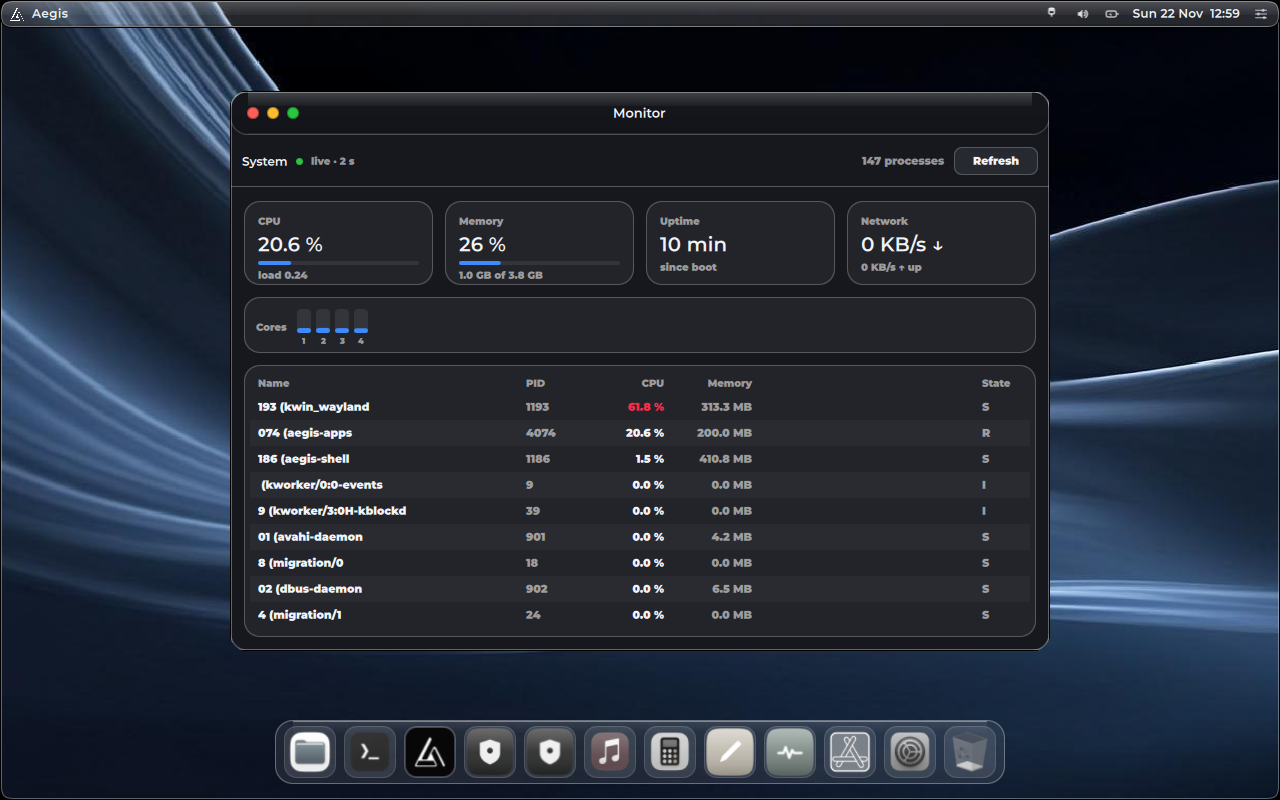 Aegis
Sun 22 Nov 12:59
Monitor
System live • 2 s
147 processes Refresh
CPU
20.6 %
load 0.24
Memory
26 %
1.0 GB of 3.8 GB
Uptime
10 min
since boot
Network
0 KB/s ↓
0 KB/s ↑ up
Cores
1 2 3 4
Name PID CPU Memory State
193 (kwin_wayland 1193 61.8 % 313.3 MB S
074 (aegis-apps 4074 20.6 % 200.0 MB R
186 (aegis-shell 1186 1.5 % 410.8 MB S
(kworker/0:0-events 9 0.0 % 0.0 MB I
9 (kworker/3:0H-kblockd 39 0.0 % 0.0 MB I
01 (avahi-daemon 901 0.0 % 4.2 MB S
8 (migration/0 18 0.0 % 0.0 MB S
02 (dbus-daemon 902 0.0 % 6.5 MB S
4 (migration/1 24 0.0 % 0.0 MB S